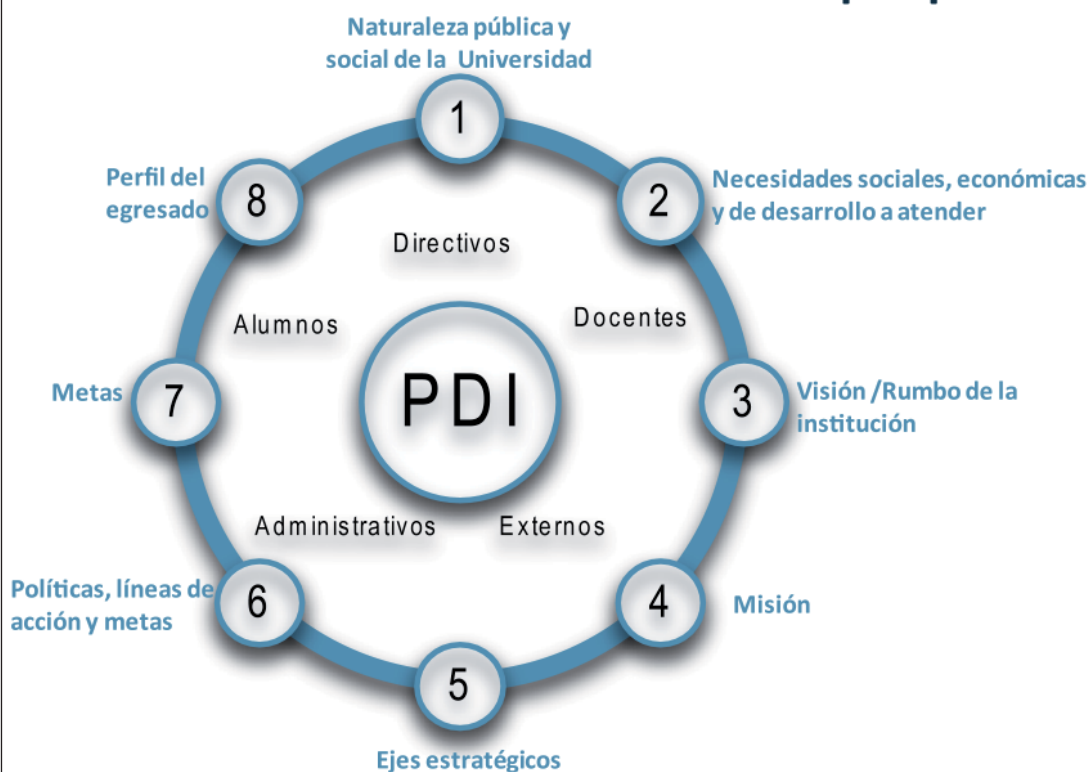 Naturaleza pública y
social de la Universidad
1
Perfil del
egresado
8
2
Necesidades sociales, económicas
y de desarrollo a atender
Directivos
Alumnos
Docentes
PDI
Metas
7
3
Visión /Rumbo de la
institución
Administrativos
Externos
Políticas, líneas de
acción y metas
6
4
Misión
5
Ejes estratégicos